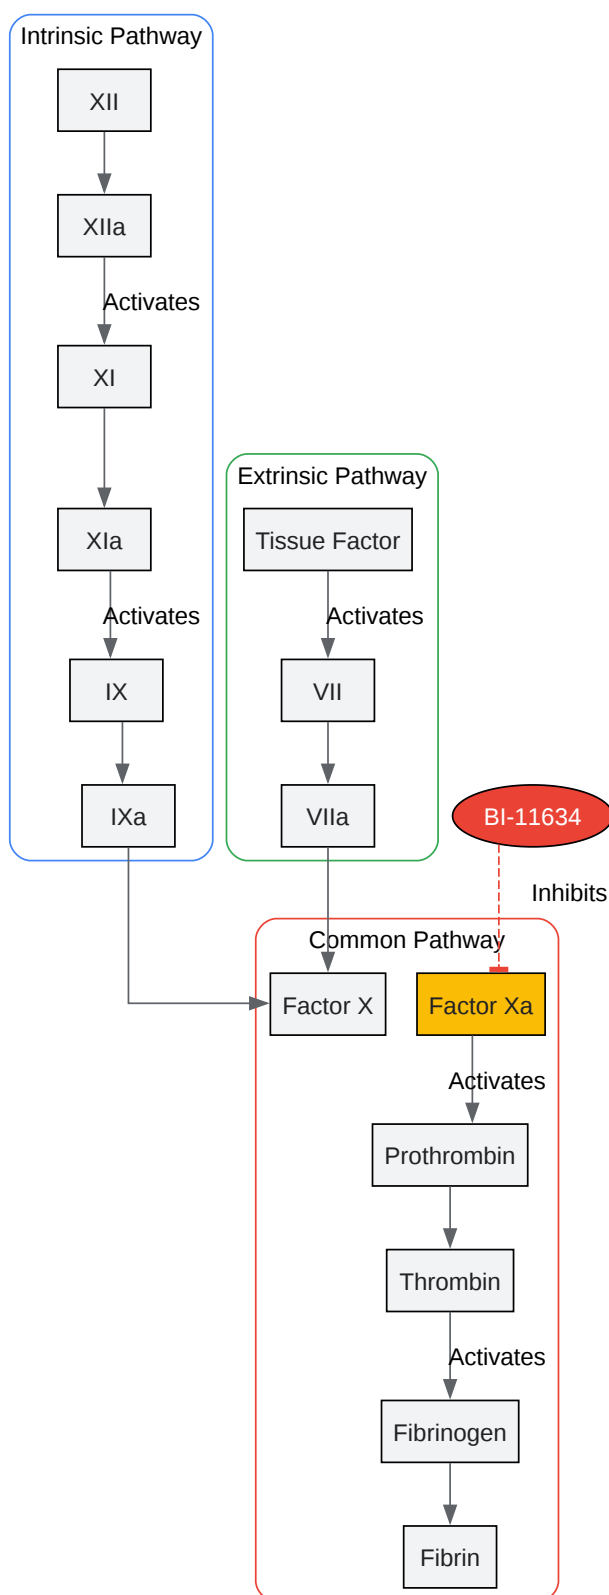 Intrinsic Pathway
XII
XIIa
Activates
XI
XIa
Activates
IX
IXa
Extrinsic Pathway
Tissue Factor
Activates
VII
VIIa
BI-11634
Inhibits
Common Pathway
Factor X
Factor Xa
Activates
Prothrombin
Thrombin
Activates
Fibrinogen
Fibrin